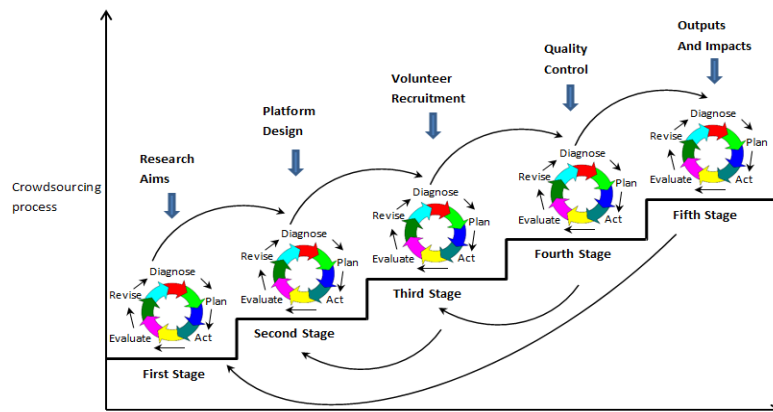 Outputs
And Impacts
Quality
Control
Volunteer
Recruitment
Platform
Design
Research
Aims
Crowdsourcing
process
Diagnose
Plan
Act
Evaluate
Revise
First Stage
Diagnose
Plan
Act
Evaluate
Revise
Second Stage
Diagnose
Plan
Act
Evaluate
Revise
Third Stage
Diagnose
Plan
Act
Evaluate
Revise
Fourth Stage
Diagnose
Plan
Act
Evaluate
Revise
Fifth Stage